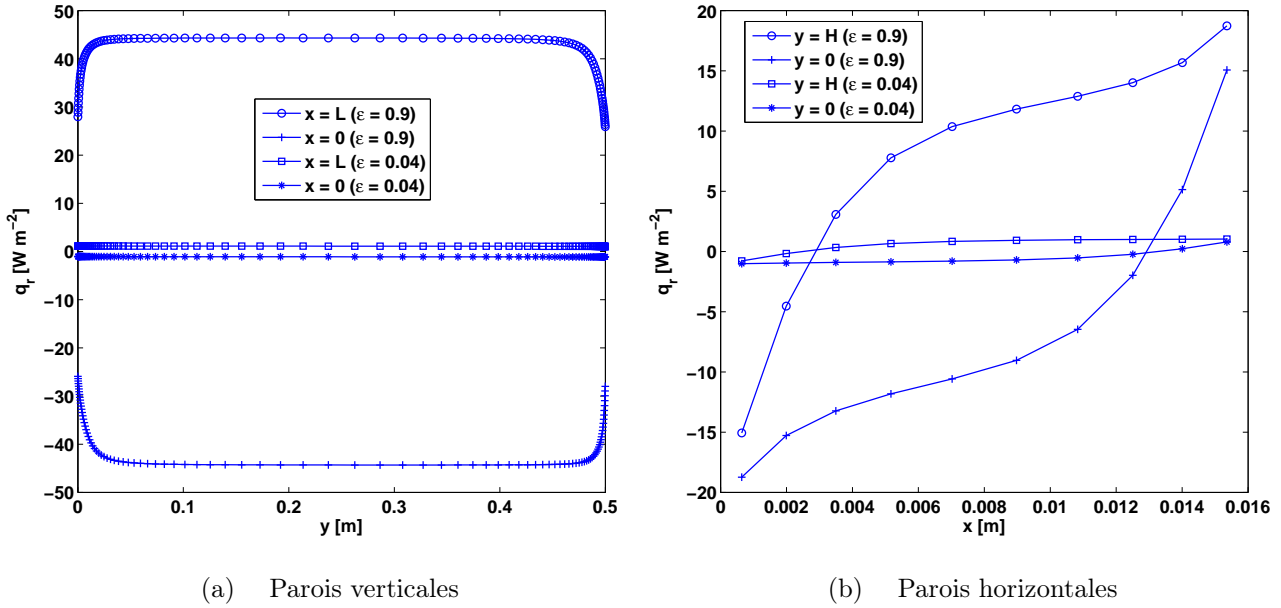 50
40
30
20
10
0
−10
−20
−30
−40
−50
q_r [W m^−2]
x = L (ε = 0.9)
x = 0 (ε = 0.9)
x = L (ε = 0.04)
x = 0 (ε = 0.04)
0 0.1 0.2 0.3 0.4 0.5
y [m]
(a) Parois verticales
20
15
10
5
0
−5
−10
−15
−20
q_r [W m^−2]
y = H (ε = 0.9)
y = 0 (ε = 0.9)
y = H (ε = 0.04)
y = 0 (ε = 0.04)
0 0.002 0.004 0.006 0.008 0.01 0.012 0.014 0.016
x [m]
(b) Parois horizontales